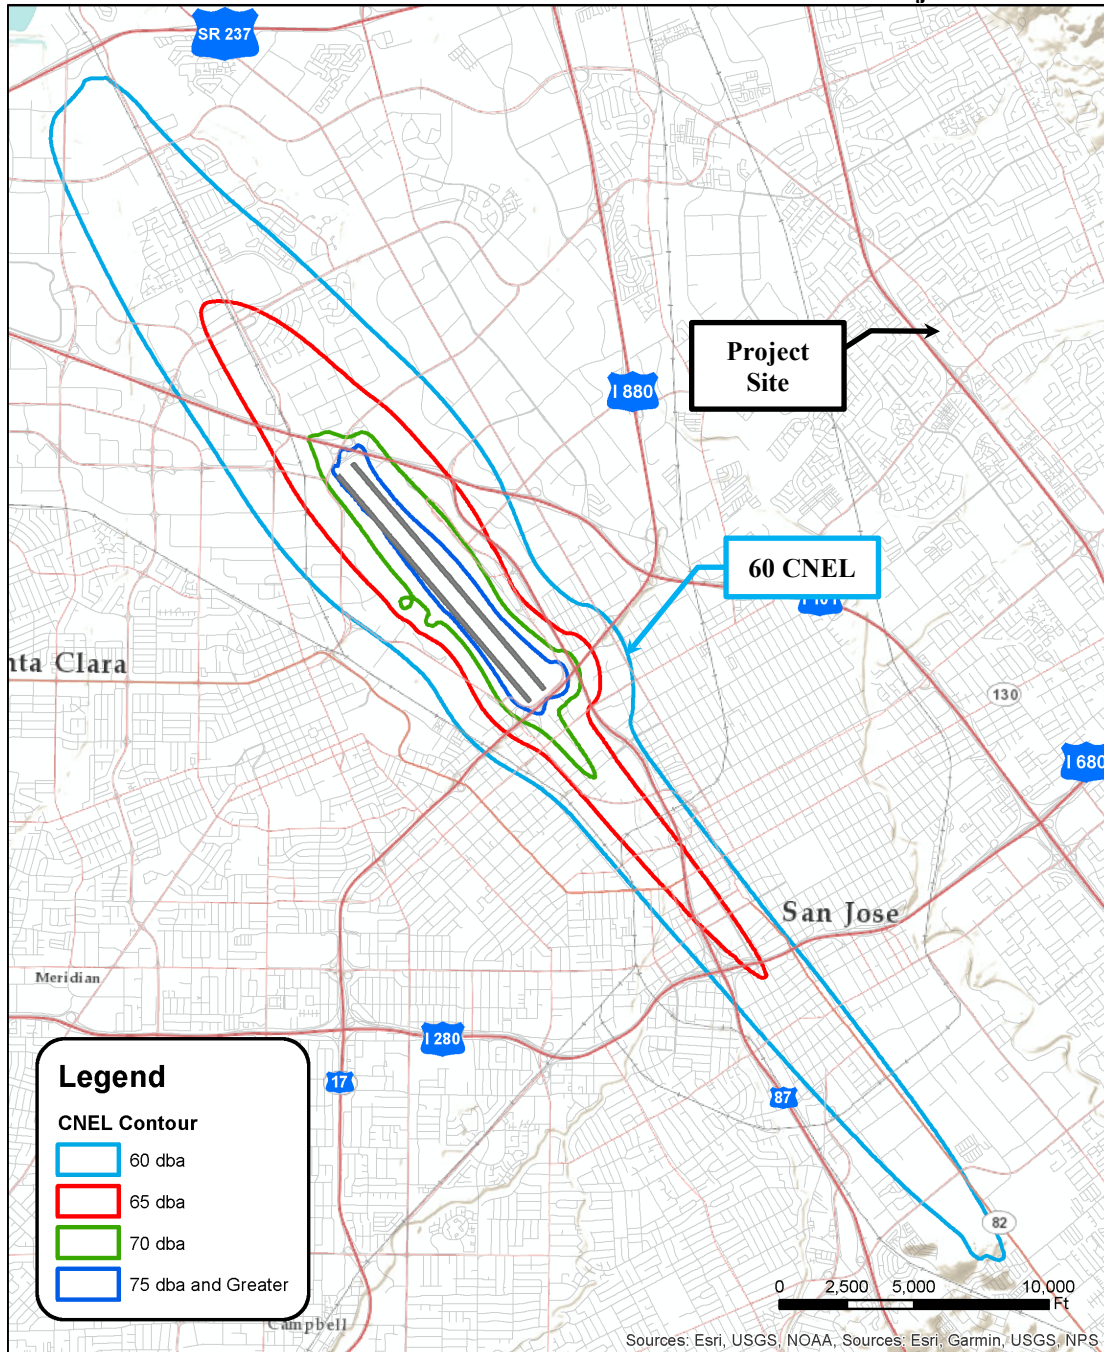 SR 237
Project
Site
I 880
60 CNEL
nta Clara
130
I 680
San Jose
Meridian
I 280
17
87
82
Legend
CNEL Contour
60 dba
65 dba
70 dba
75 dba and Greater
0 2,500 5,000 10,000
Ft
Campbell
Sources: Esri, USGS, NOAA, Sources: Esri, Garmin, USGS, NPS